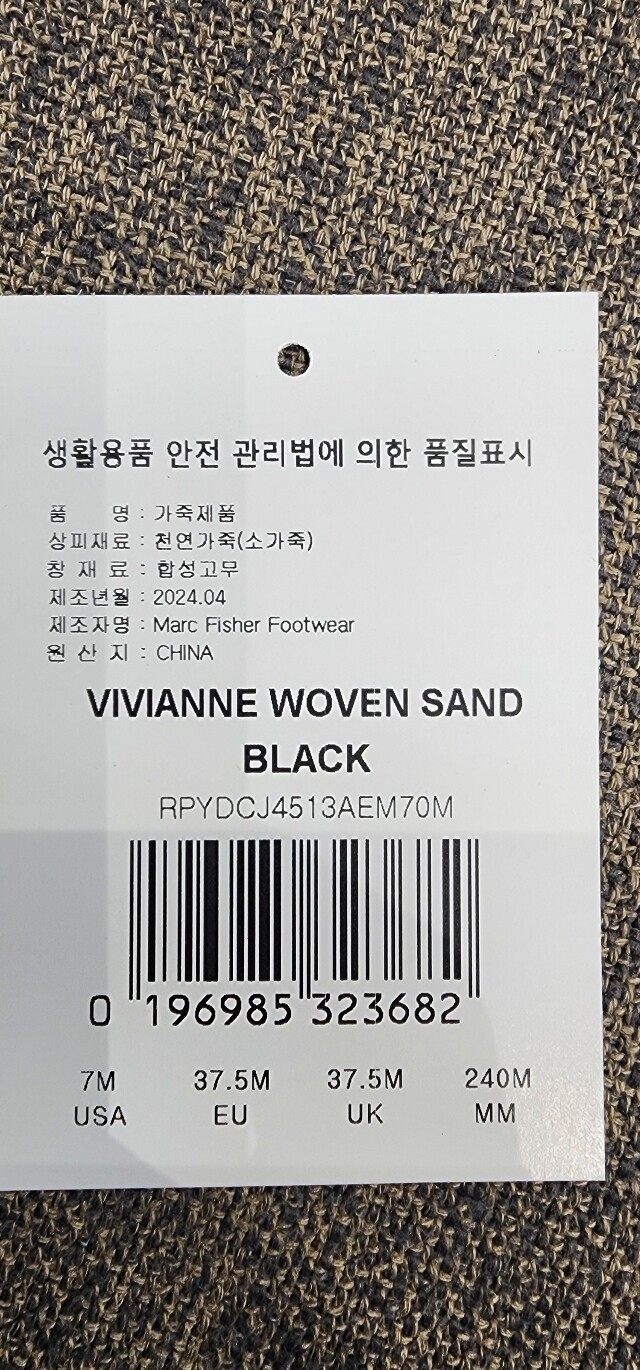 생활용품 안전 관리법에 의한 품질표시
품 명 : 가죽제품
상피재료 : 천연가죽(소가죽)
창 재 료 : 합성고무
제조년월 : 2024.04
제조자명 : Marc Fisher Footwear
원 산 지 : CHINA
VIVIANNE WOVEN SAND
BLACK
RPYDCJ4513AEM70M
0 196985 323682
7M 37.5M 37.5M 240M
USA EU UK MM